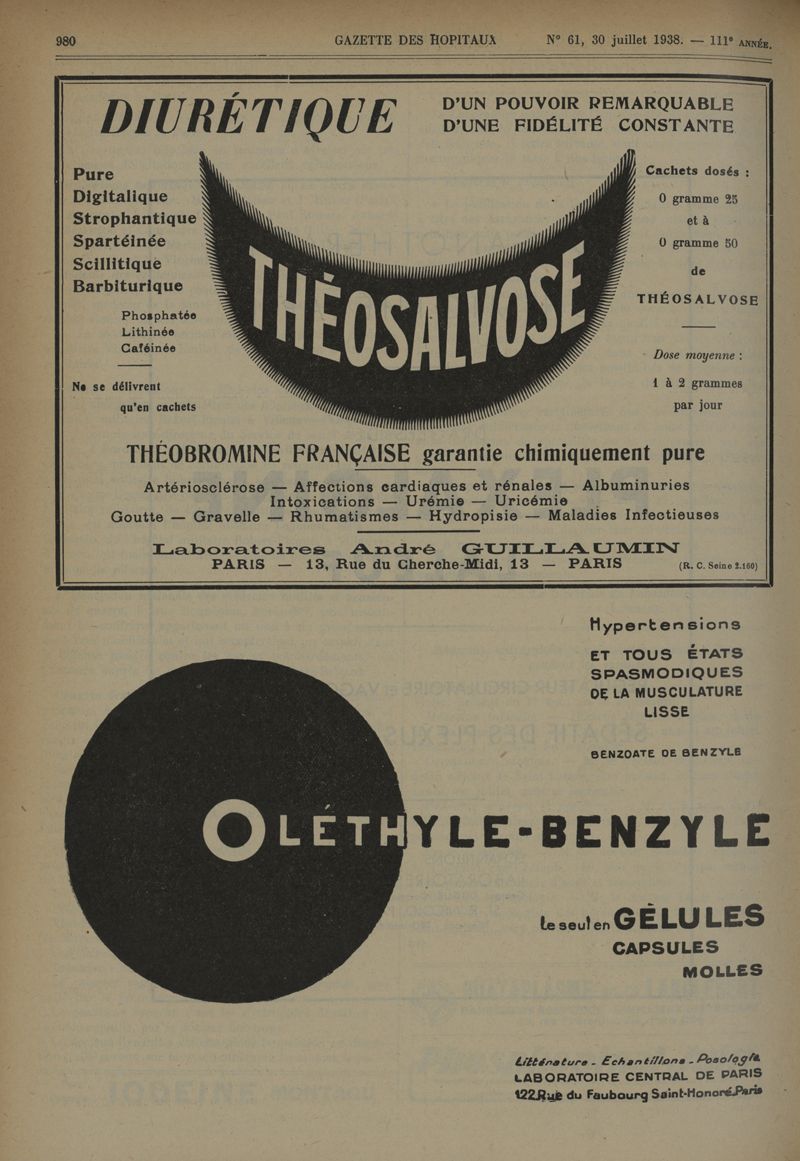 980 GAZETTE DES HOPITAUX N° 61, 30 juillet 1938. — 111e ANNÉE.
DIURÉTIQUE
D'UN POUVOIR REMARQUABLE
D'UNE FIDÉLITÉ CONSTANTE
Pure
Digitalique
Strophantique
Spartéinée
Scillitique
Barbiturique
Phosphatée
Lithinée
Caféinée
Ne se délivrent
qu'en cachets
THÉOSALVOSE
Cachets dosés :
0 gramme 25
et à
0 gramme 50
de
THÉOSALVOSE
Dose moyenne :
1 à 2 grammes
par jour
THÉOBROMINE FRANÇAISE garantie chimiquement pure
Artériosclérose — Affections cardiaques et rénales — Albuminuries
Intoxications — Urémie — Uricémie
Goutte — Gravelle — Rhumatismes — Hydropisie — Maladies Infectieuses
Laboratoires André GUILLAUMIN
PARIS — 13, Rue du Cherche-Midi, 13 — PARIS (R. C. Seine 2.160)
Hypertensions
ET TOUS ÉTATS
SPASMODIQUES
DE LA MUSCULATURE
LISSE
BENZOATE DE BENZYLE
OLÉTHYLE-BENZYLE
Le seul en GÉLULES
CAPSULES
MOLLES
Littérature - Echantillons - Posologie
LABORATOIRE CENTRAL DE PARIS
122 Rue du Faubourg Saint-Honoré-Paris